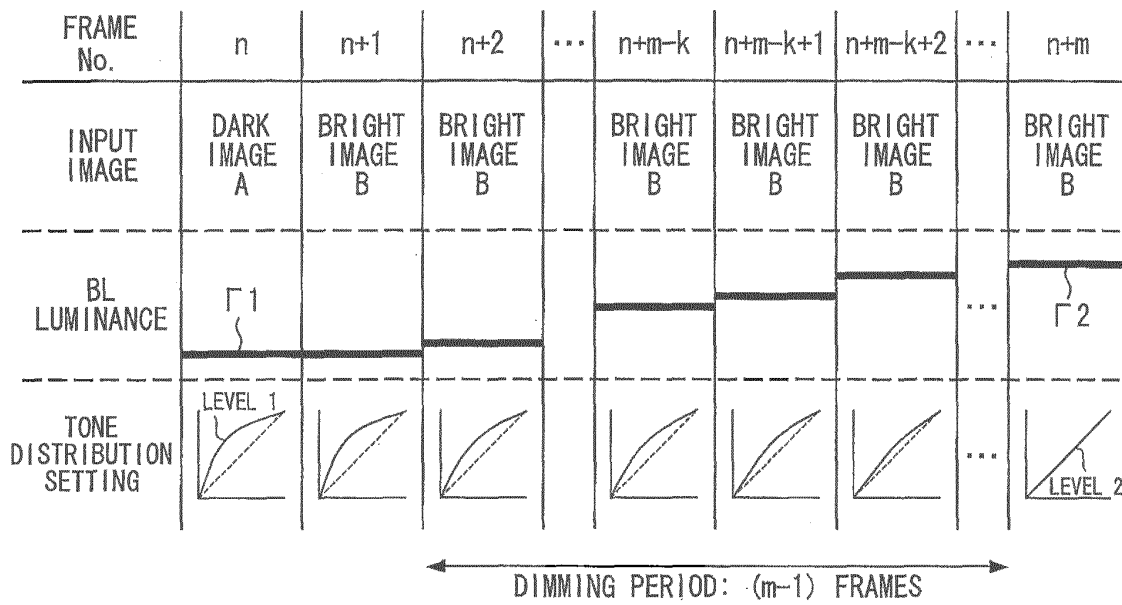 FRAME No. n n+1 n+2 ... n+m-k n+m-k+1 n+m-k+2 ... n+m
INPUT IMAGE DARK IMAGE A BRIGHT IMAGE B BRIGHT IMAGE B BRIGHT IMAGE B BRIGHT IMAGE B BRIGHT IMAGE B BRIGHT IMAGE B
BL LUMINANCE Γ1 ... Γ2
TONE DISTRIBUTION SETTING LEVEL 1 ... LEVEL 2
DIMMING PERIOD: (m-1) FRAMES